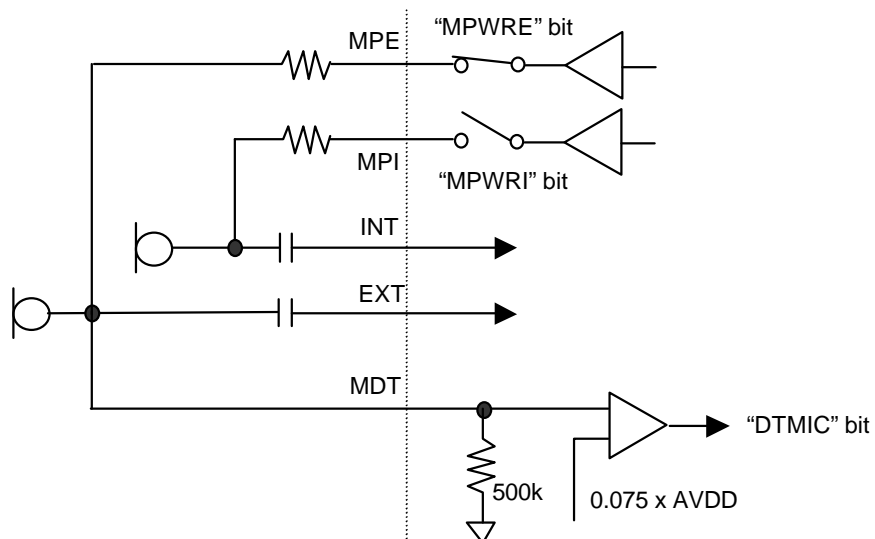 “MPWRE” bit
MPE
MPI
“MPWRI” bit
INT
EXT
MDT
“DTMIC” bit
500k
0.075 x AVDD